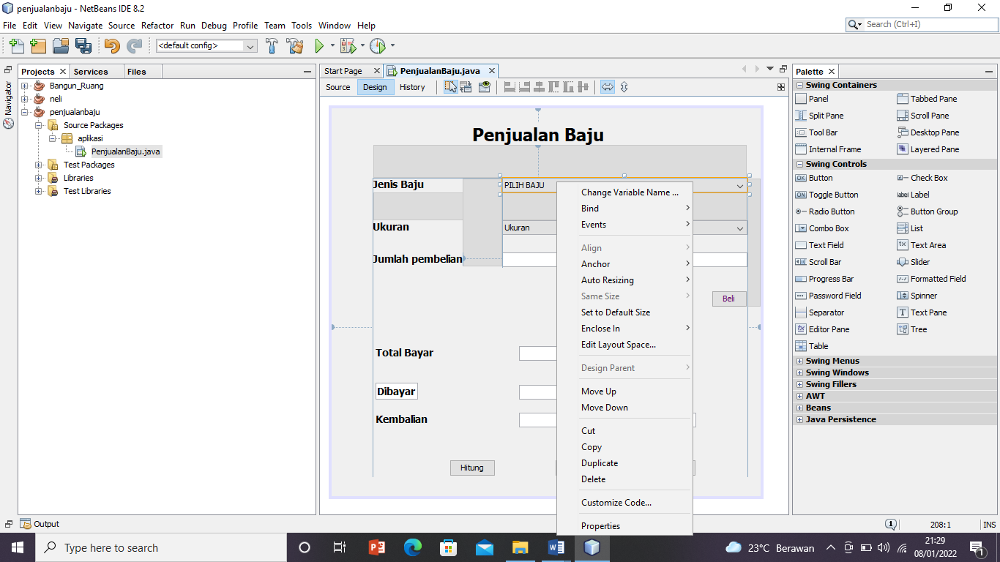 penjualanbaju - NetBeans IDE 8.2
File Edit View Navigate Source Refactor Run Debug Profile Team Tools Window Help
Search (Ctrl+I)
<default config>
Projects Services Files
Navigator
Bangun_Ruang
neli
penjualanbaju
Source Packages
aplikasi
PenjualanBaju.java
Test Packages
Libraries
Test Libraries
Start Page PenjualanBaju.java
Source Design History
Penjualan Baju
Jenis Baju PILIH BAJU
Ukuran Ukuran
Jumlah pembelian
Beli
Total Bayar
Dibayar
Kembalian
Hitung
Change Variable Name ...
Bind
Events
Align
Anchor
Auto Resizing
Same Size
Set to Default Size
Enclose In
Edit Layout Space...
Design Parent
Move Up
Move Down
Cut
Copy
Duplicate
Delete
Customize Code...
Properties
Palette
Swing Containers
Panel Tabbed Pane
Split Pane Scroll Pane
Tool Bar Desktop Pane
Internal Frame Layered Pane
Swing Controls
OK Button Check Box
ON Toggle Button label Label
Radio Button Button Group
Combo Box List
Text Field Text Area
Scroll Bar Slider
Progress Bar Formatted Field
Password Field Spinner
Separator Text Pane
Editor Pane Tree
Table
Swing Menus
Swing Windows
Swing Fillers
AWT
Beans
Java Persistence
Output
1 208:1 INS
Type here to search
23°C Berawan
21:29
08/01/2022
1